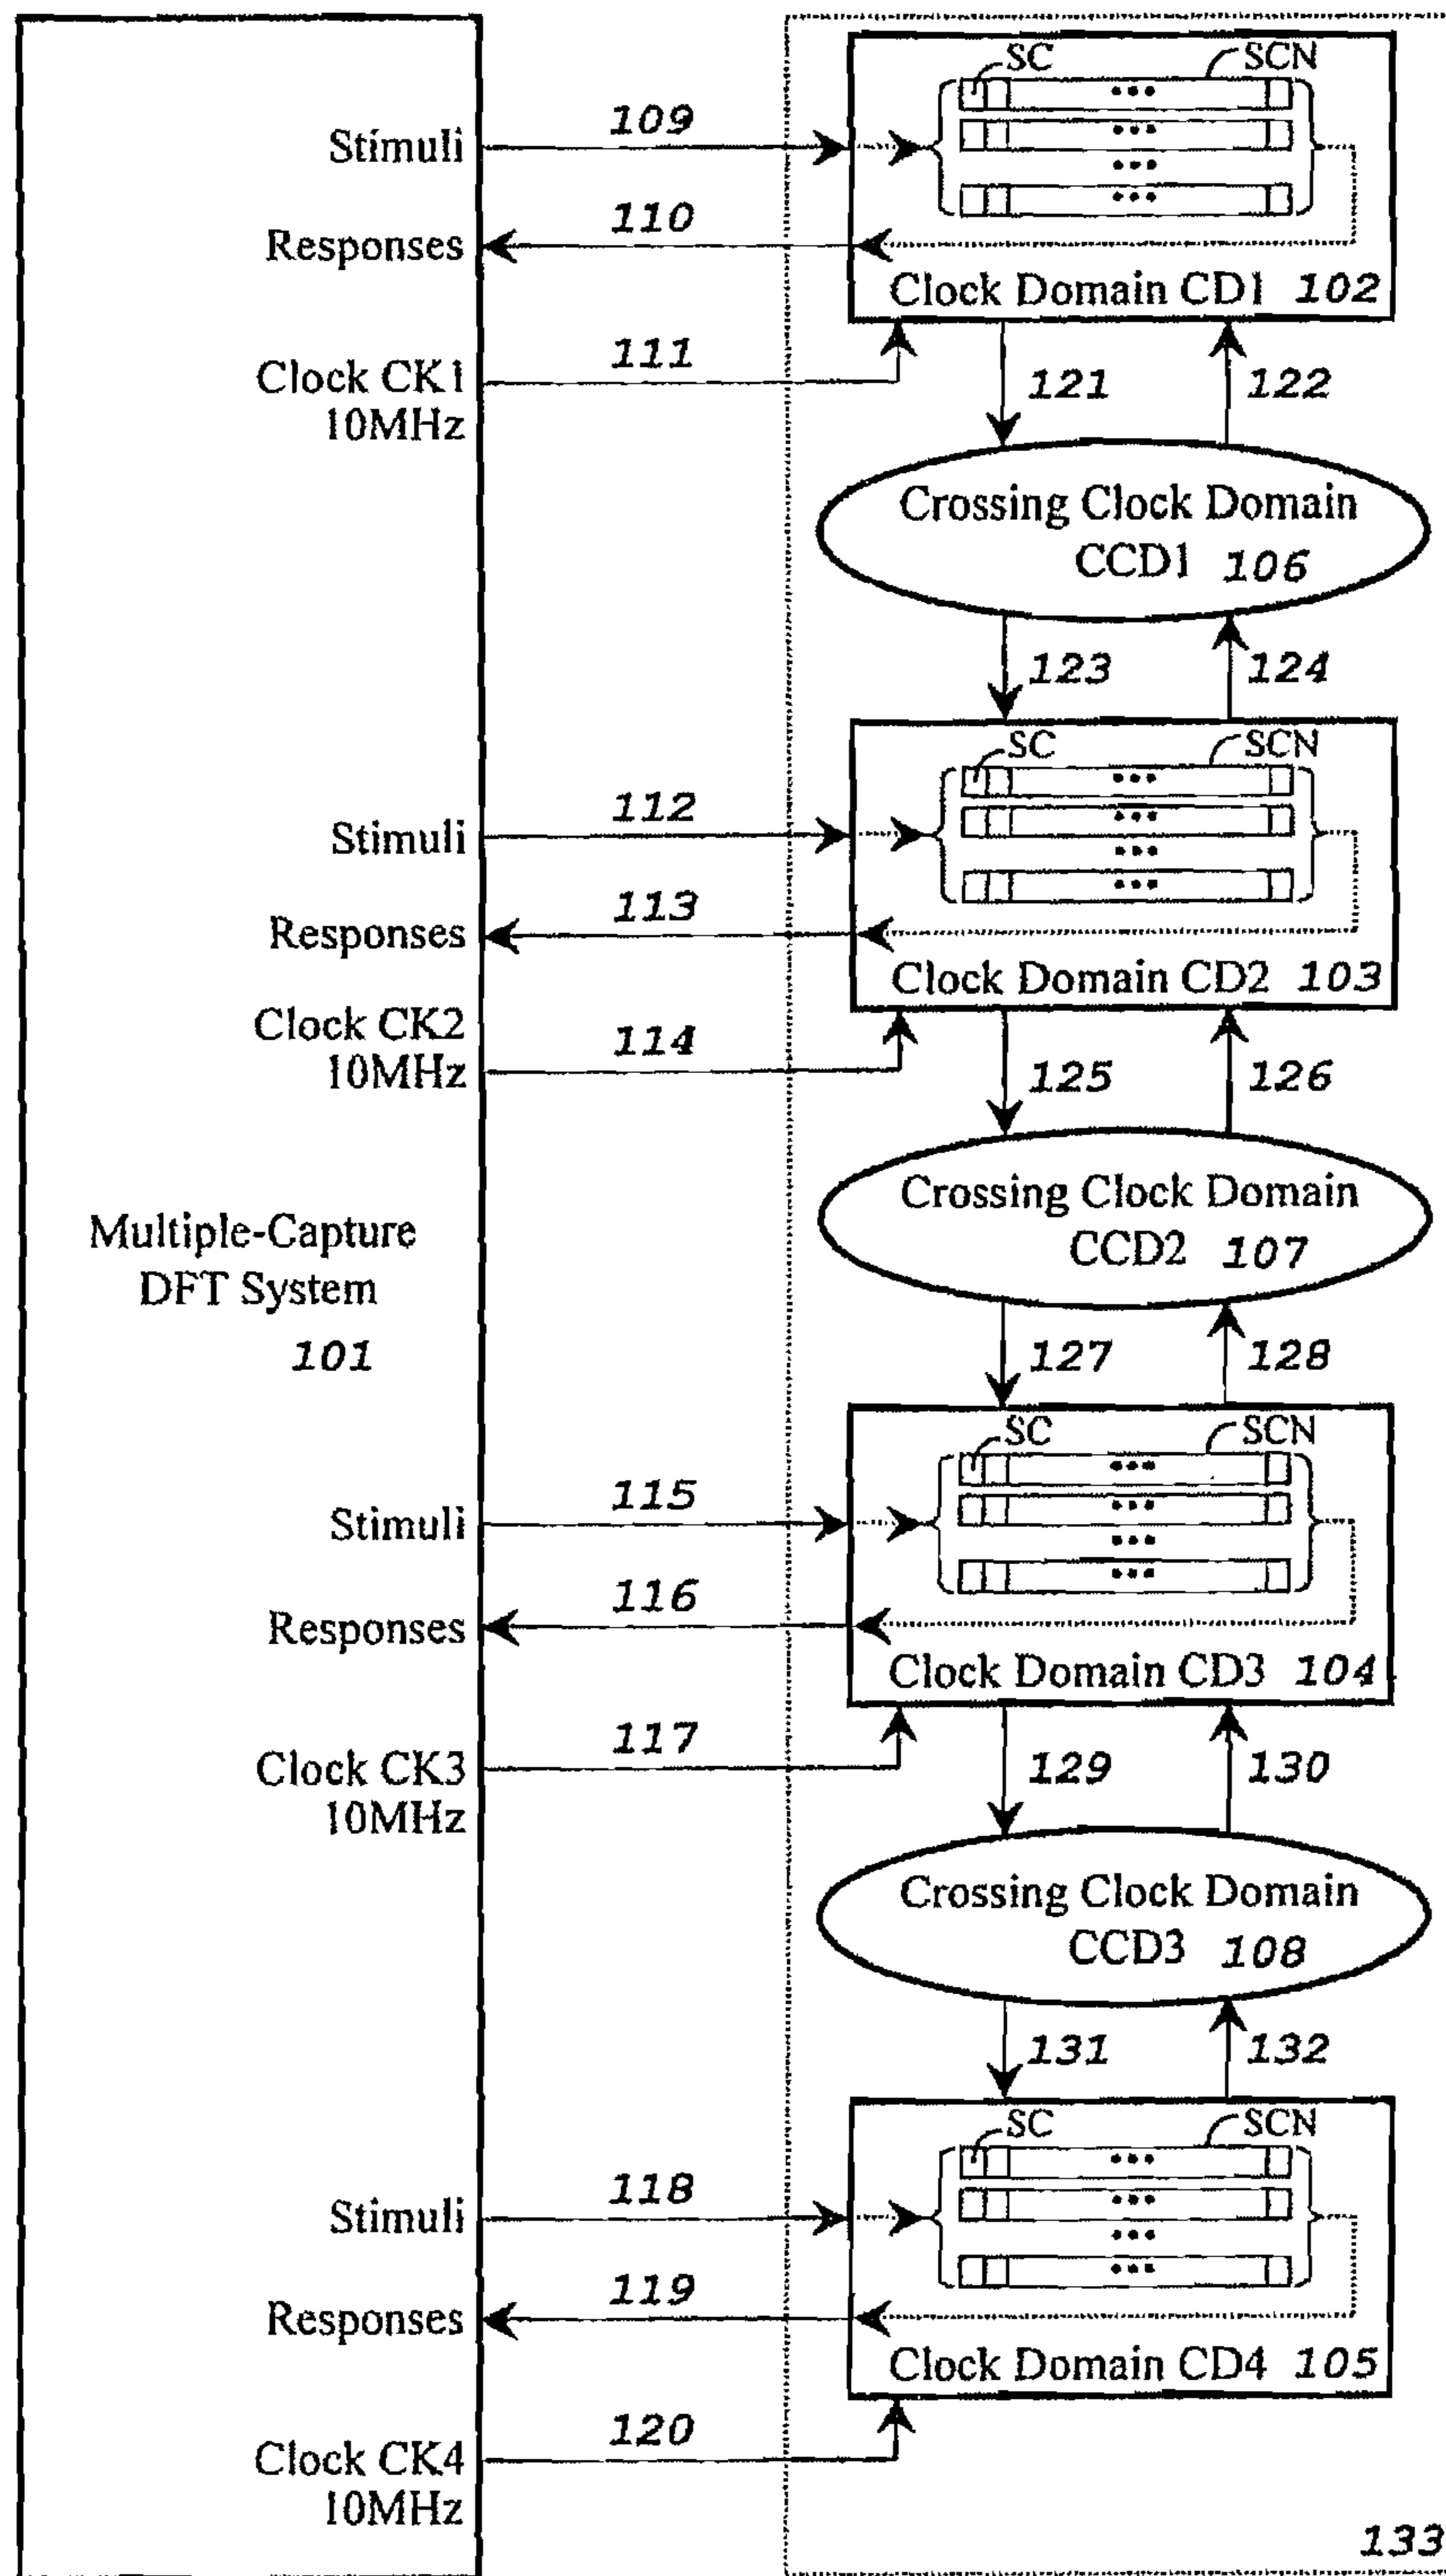 SC SCN
109
Stimuli
110
Responses
Clock Domain CD1 102
111
Clock CK1
10MHz
121 122
Crossing Clock Domain
CCD1 106
123 124
SC SCN
112
Stimuli
113
Responses
Clock Domain CD2 103
Clock CK2
10MHz
114
125 126
Crossing Clock Domain
CCD2 107
Multiple-Capture
DFT System
101
127 128
SC SCN
115
Stimuli
116
Responses
Clock Domain CD3 104
117
Clock CK3
10MHz
129 130
Crossing Clock Domain
CCD3 108
131 132
SC SCN
118
Stimuli
119
Responses
Clock Domain CD4 105
120
Clock CK4
10MHz
133